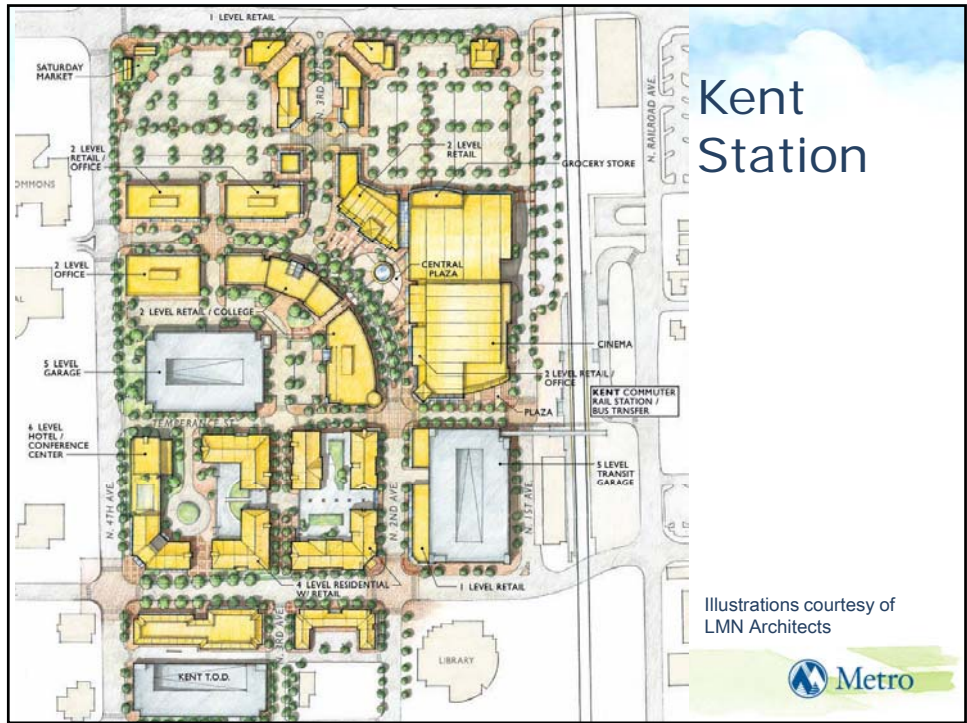 1 LEVEL RETAIL
SATURDAY
MARKET
N. 3RD
N. RAILROAD AVE.
Kent
Station
2 LEVEL
RETAIL /
OFFICE
2 LEVEL
RETAIL
GROCERY STORE
OMMONS
2 LEVEL
OFFICE
CENTRAL
PLAZA
AL
2 LEVEL RETAIL / COLLEGE
CINEMA
5 LEVEL
GARAGE
2 LEVEL RETAIL /
OFFICE
PLAZA
KENT COMMUTER
RAIL STATION /
BUS TRNSFER
TEMPERANCE ST.
6 LEVEL
HOTEL /
CONFERENCE
CENTER
5 LEVEL
TRANSIT
GARAGE
N. 4TH AVE.
N. 2ND AVE.
N. 1ST AVE.
4 LEVEL RESIDENTIAL
W/ RETAIL
1 LEVEL RETAIL
N. 3RD AVE.
LIBRARY
KENT T.O.D.
Illustrations courtesy of
LMN Architects
Metro